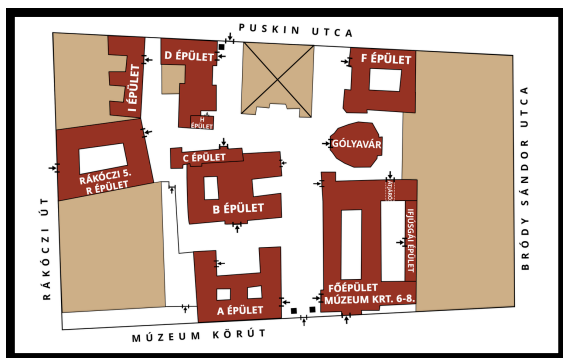 PUSKIN UTCA
D ÉPÜLET
F ÉPÜLET
I ÉPÜLET
H
ÉPÜLET
GÓLYAVÁR
C ÉPÜLET
RÁKÓCZI 5.
R ÉPÜLET
B ÉPÜLET
IFJÚSGÁI ÉPÜLET
FŐÉPÜLET
MÚZEUM KRT. 6-8.
A ÉPÜLET
RÁKÓCZI ÚT
BRÓDY SÁNDOR UTCA
MÚZEUM KÖRÚT